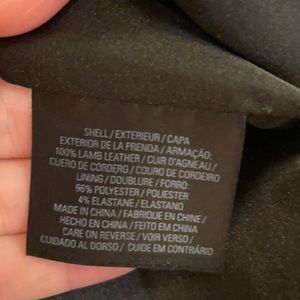 SHELL / EXTERIEUR / CAPA
EXTERIOR DE LA PRENDA / ARMAÇÃO:
100% LAMB LEATHER / CUIR D'AGNEAU /
CUERO DE CORDERO / COURO DE CORDEIRO
LINING / DOUBLURE / FORRO:
96% POLYESTER / POLIESTER
4% ELASTANE / ELASTANO
MADE IN CHINA / FABRIQUE EN CHINE /
HECHO EN CHINA / FEITO EM CHINA
CARE ON REVERSE / VOIR VERSO /
CUIDADO AL DORSO / CUIDE EM CONTRÁRIO